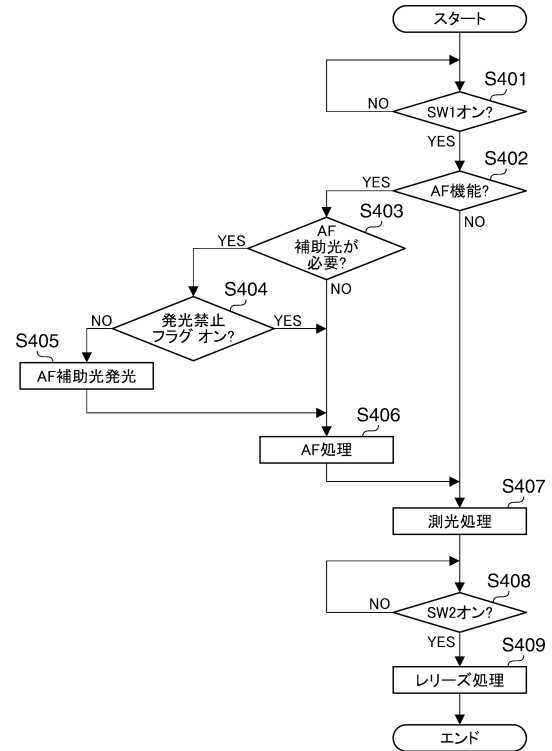 スタート
S401
SW1オン?
NO
YES
S402
AF機能?
YES
NO
S403
AF
補助光が
必要?
YES
NO
S404
発光禁止
フラグ オン?
NO
YES
S405
AF補助光発光
S406
AF処理
S407
測光処理
S408
SW2オン?
NO
YES
S409
レリーズ処理
エンド